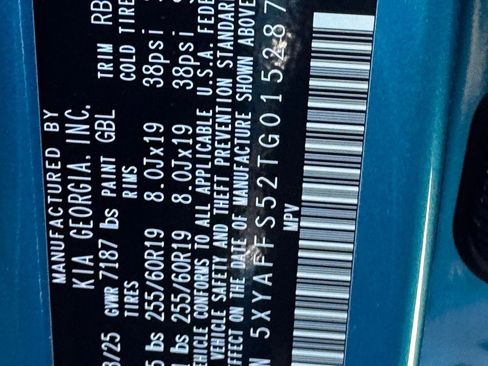 MANUFACTURED BY
KIA GEORGIA, INC.
/25 GVWR 7187 lbs PAINT GBL TRIM RB
TIRES RIMS COLD TIRE
lbs 255/60R19 8.0Jx19 38psi
lbs 255/60R19 8.0Jx19 38psi
VEHICLE CONFORMS TO ALL APPLICABLE U.S.A. FEDE
VEHICLE SAFETY AND THEFT PREVENTION STANDAR
EFFECT ON THE DATE OF MANUFACTURE SHOWN ABOVE
N 5XYAFFS52TG015287
MPV